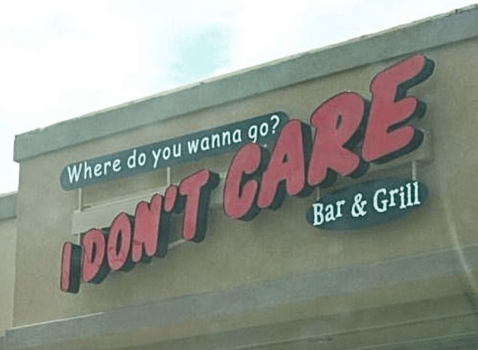 Where do you wanna go?
I DON'T CARE
Bar & Grill